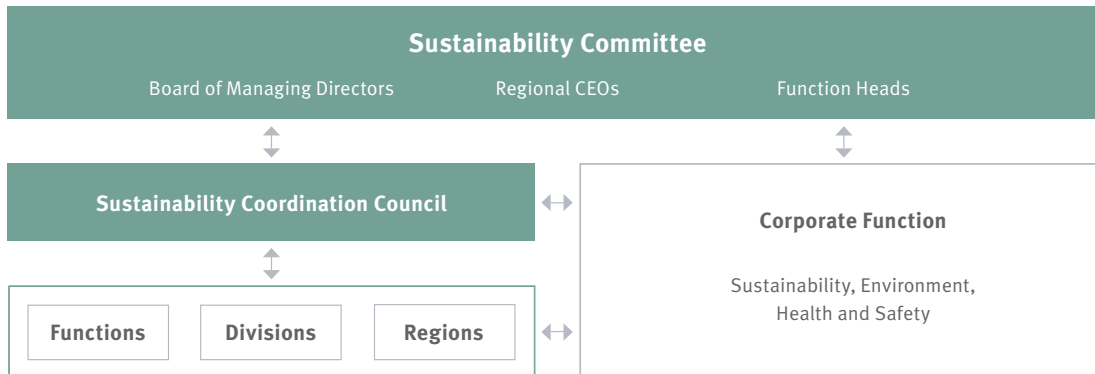 Sustainability Committee
Board of Managing Directors Regional CEOs Function Heads
Sustainability Coordination Council
Corporate Function
Sustainability, Environment,
Health and Safety
Functions Divisions Regions